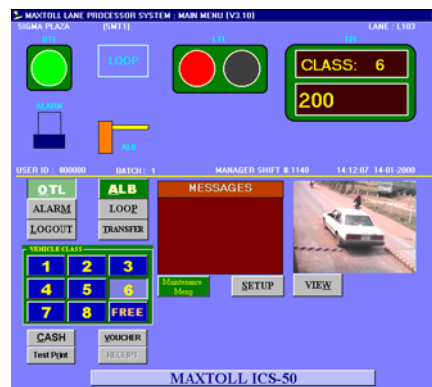 MAXTOLL LANE PROCESSOR SYSTEM : MAIN MENU (V3.10)
SIGMA PLAZA (SMT1) LANE : L103
OTL LTL TFI
LOOP
CLASS: 6
200
ALARM
ALB
USER ID : 000000 BATCH : 1 MANAGER SHIFT #:1140 14:12:07 14-01-2000
OTL ALB MESSAGES
ALARM LOOP
LOGOUT TRANSFER
VEHICLE CLASS
1 2 3
4 5 6
7 8 FREE
Maintenance
Menu
SETUP VIEW
CASH VOUCHER
Test Print RECEIPT
MAXTOLL ICS-50